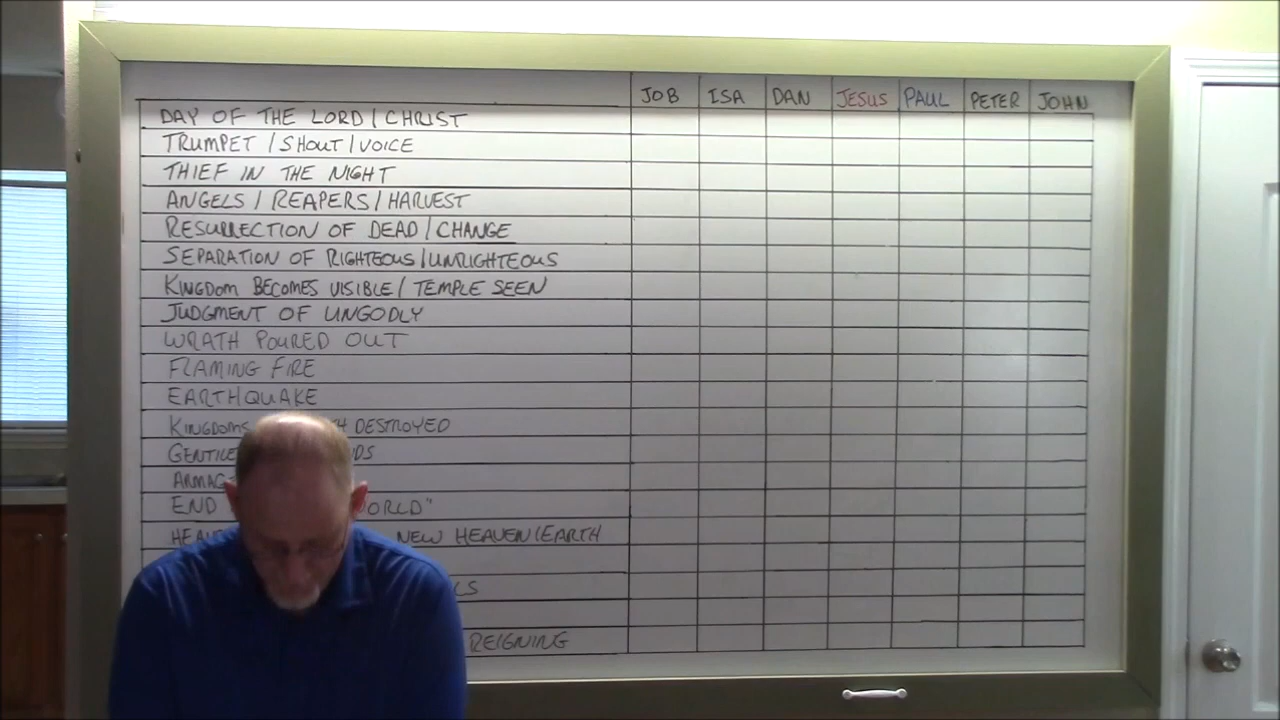 JOB ISA DAN JESUS PAUL PETER JOHN
DAY OF THE LORD / CHRIST
TRUMPET / SHOUT / VOICE
THIEF IN THE NIGHT
ANGELS / REAPERS / HARVEST
RESURRECTION OF DEAD / CHANGE
SEPARATION OF RIGHTEOUS / UNRIGHTEOUS
KINGDOM BECOMES VISIBLE / TEMPLE SEEN
JUDGMENT OF UNGODLY
WRATH POURED OUT
FLAMING FIRE
EARTHQUAKE
KINGDOMS DESTROYED
END
NEW HEAVEN / EARTH
REIGNING